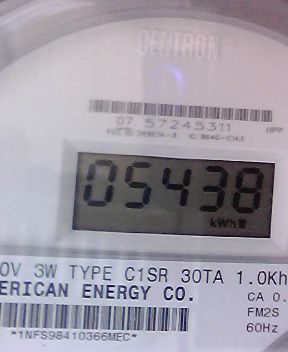 CENTRON
07 57245311 HPP
05438
kWh
0V 3W TYPE C1SR 30TA 1.0Kh
ERICAN ENERGY CO.
CA 0.
FM2S
60Hz
*1NFS98410366MEC*